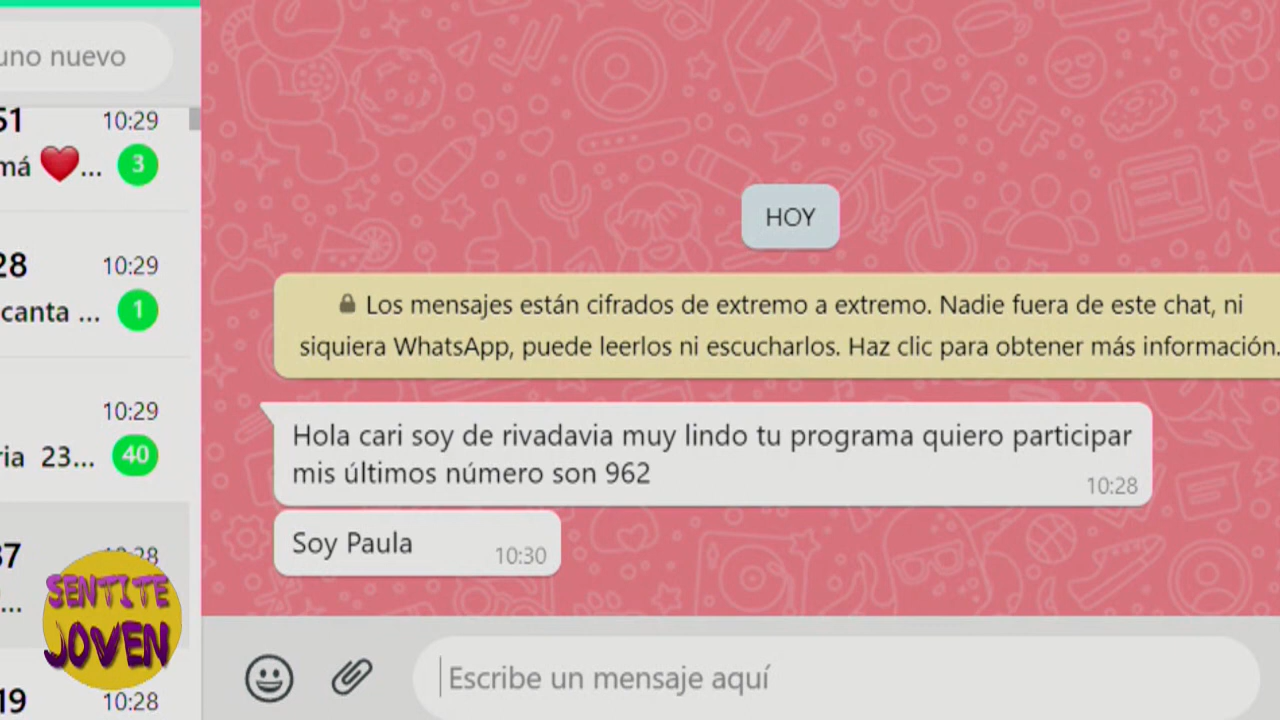 uno nuevo
51
10:29
má ❤️...
3
28
10:29
canta ...
1
10:29
ria 23...
40
37
10:28
...
SENTITE
JOVEN
19
10:28
HOY
Los mensajes están cifrados de extremo a extremo. Nadie fuera de este chat, ni
siquiera WhatsApp, puede leerlos ni escucharlos. Haz clic para obtener más información.
Hola cari soy de rivadavia muy lindo tu programa quiero participar
mis últimos número son 962
10:28
Soy Paula
10:30
Escribe un mensaje aquí